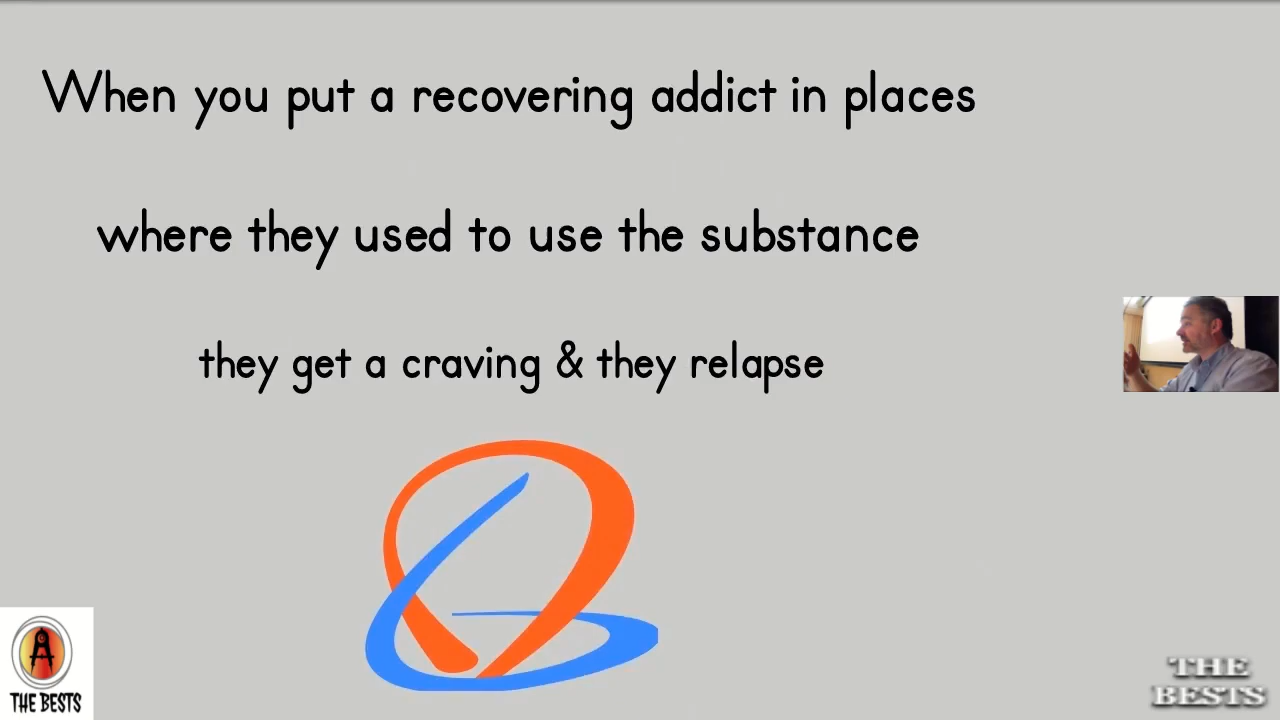 When you put a recovering addict in places
where they used to use the substance
they get a craving & they relapse
THE BESTS
THE
BESTS